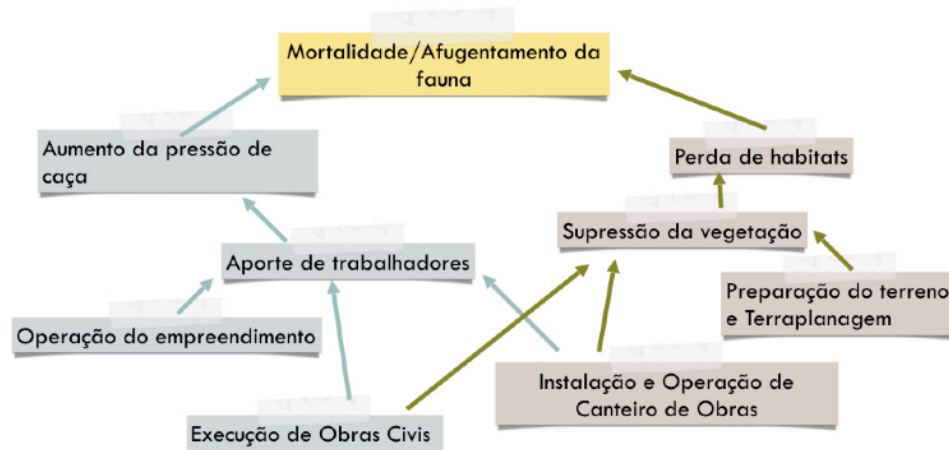 Mortalidade/Afugentamento da
fauna
Aumento da pressão de
caça
Perda de habitats
Supressão da vegetação
Aporte de trabalhadores
Preparação do terreno
e Terraplanagem
Operação do empreendimento
Instalação e Operação de
Canteiro de Obras
Execução de Obras Civis